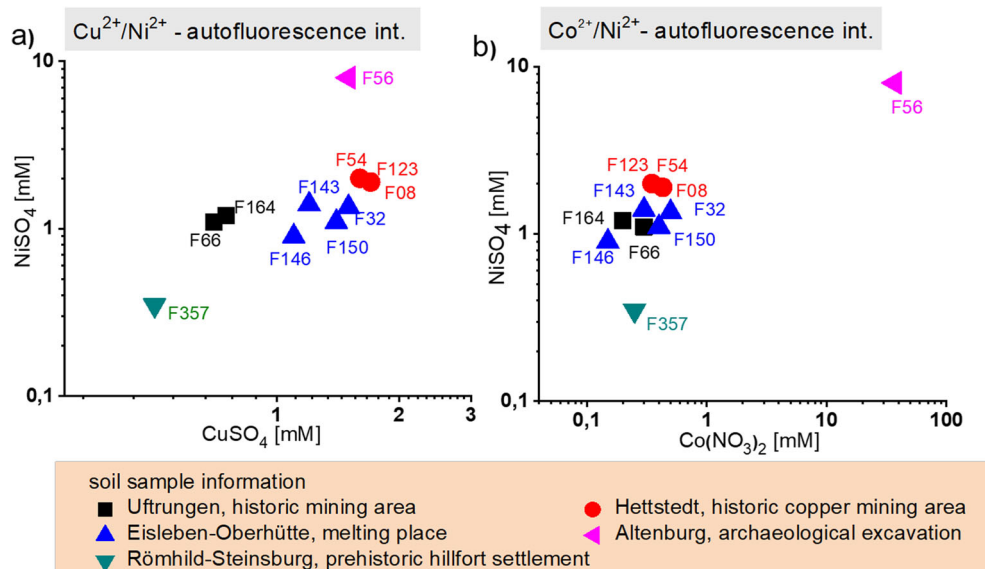 a)
Cu²⁺/Ni²⁺ - autofluorescence int.
10
NiSO₄ [mM]
1
0,1
F56
F54
F123
F08
F143
F32
F164
F66
F150
F146
F357
1
2
3
CuSO₄ [mM]
b)
Co²⁺/Ni²⁺- autofluorescence int.
10
NiSO₄ [mM]
1
0,1
F56
F123
F54
F143
F08
F164
F32
F66
F150
F146
F357
0,1
1
10
100
Co(NO₃)₂ [mM]
soil sample information
Uftrungen, historic mining area
Hettstedt, historic copper mining area
Eisleben-Oberhütte, melting place
Altenburg, archaeological excavation
Römhild-Steinsburg, prehistoric hillfort settlement